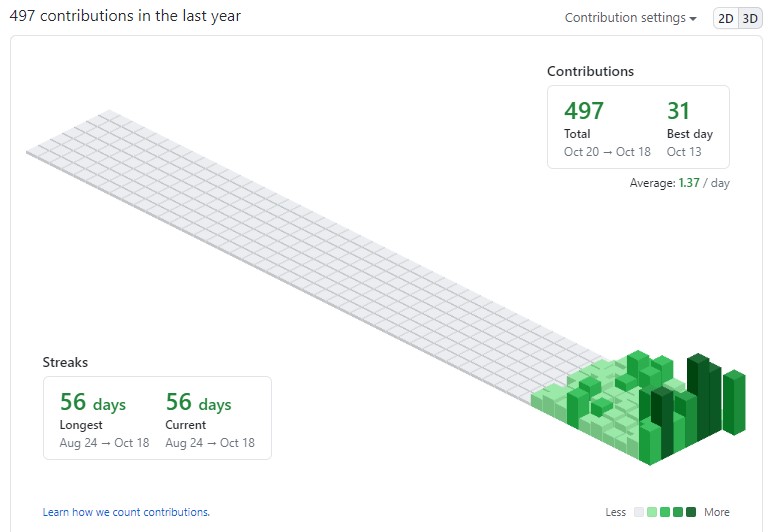 497 contributions in the last year
Contribution settings
2D 3D
Contributions
497 31
Total Best day
Oct 20 → Oct 18 Oct 13
Average: 1.37 / day
Streaks
56 days 56 days
Longest Current
Aug 24 → Oct 18 Aug 24 → Oct 18
Learn how we count contributions.
Less More